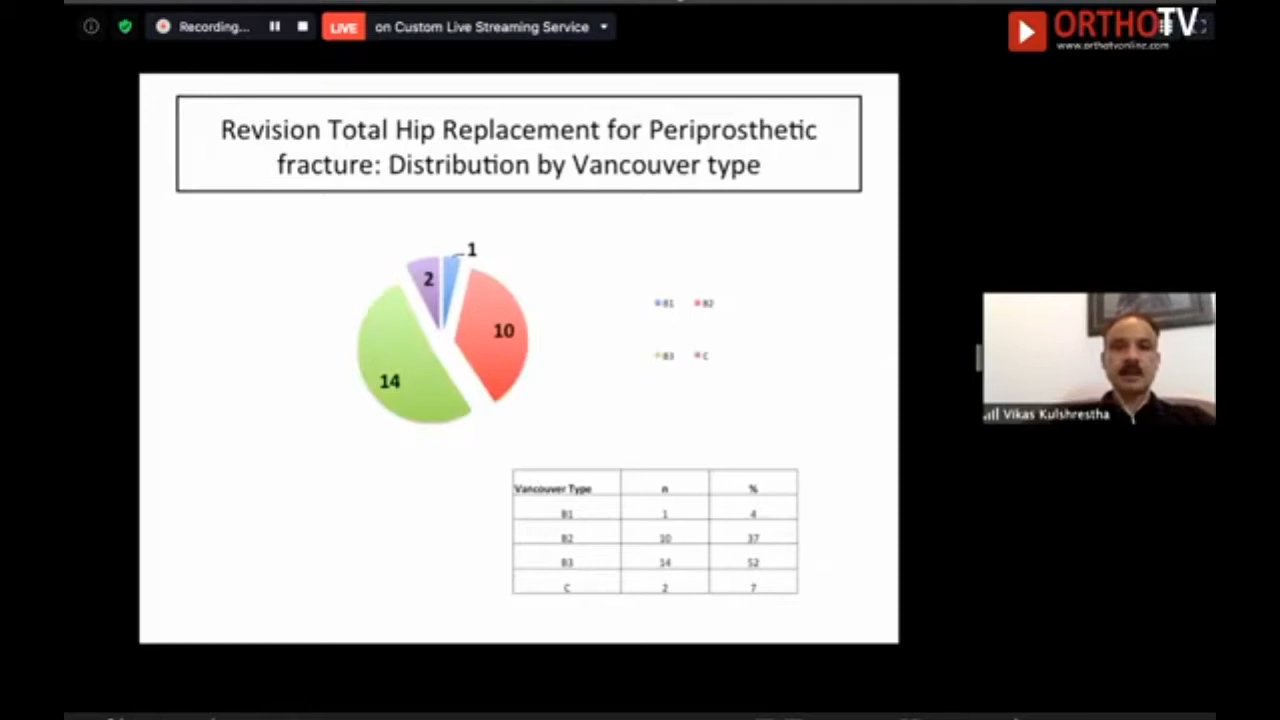 Recording...
LIVE
on Custom Live Streaming Service
ORTHOTV
www.orthotvonline.com
Revision Total Hip Replacement for Periprosthetic
fracture: Distribution by Vancouver type
1
2
10
14
B1 B2
B3 C
Vikas Kulshrestha
Vancouver Type n %
B1 1 4
B2 10 37
B3 14 52
C 2 7